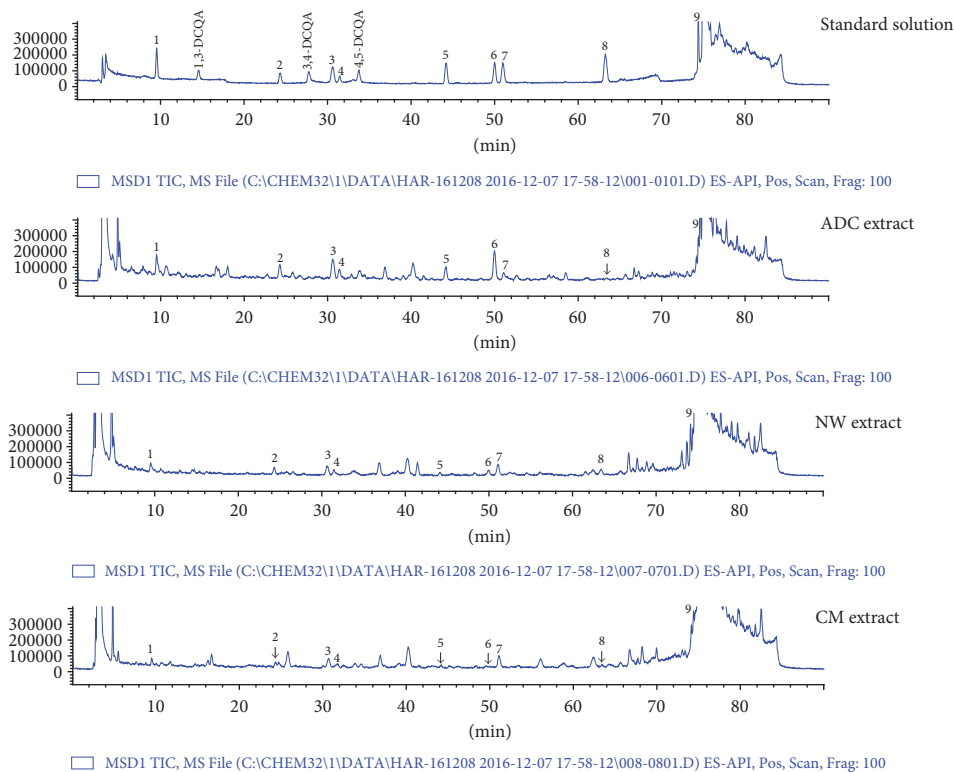 Standard solution
300000
200000
100000
0
1
1,3-DCQA
2
3,4-DCQA
3
4
4,5-DCQA
5
6
7
8
9
10 20 30 40 50 60 70 80
(min)
MSD1 TIC, MS File (C:\CHEM32\1\DATA\HAR-161208 2016-12-07 17-58-12\001-0101.D) ES-API, Pos, Scan, Frag: 100
ADC extract
300000
200000
100000
0
1
2
3
4
5
6
7
8
9
10 20 30 40 50 60 70 80
(min)
MSD1 TIC, MS File (C:\CHEM32\1\DATA\HAR-161208 2016-12-07 17-58-12\006-0601.D) ES-API, Pos, Scan, Frag: 100
NW extract
300000
200000
100000
0
1
2
3
4
5
6
7
8
9
10 20 30 40 50 60 70 80
(min)
MSD1 TIC, MS File (C:\CHEM32\1\DATA\HAR-161208 2016-12-07 17-58-12\007-0701.D) ES-API, Pos, Scan, Frag: 100
CM extract
300000
200000
100000
0
1
2
3
4
5
6
7
8
9
10 20 30 40 50 60 70 80
(min)
MSD1 TIC, MS File (C:\CHEM32\1\DATA\HAR-161208 2016-12-07 17-58-12\008-0801.D) ES-API, Pos, Scan, Frag: 100